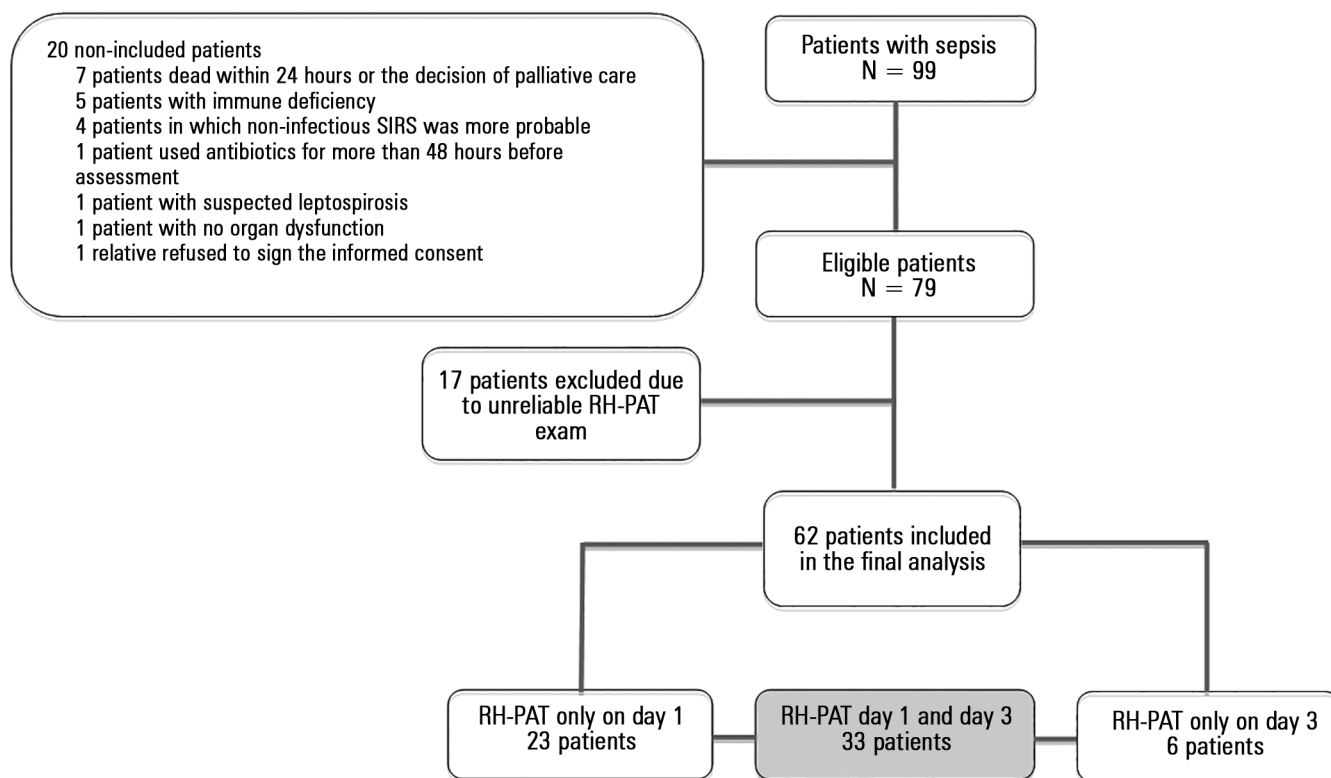 20 non-included patients
7 patients dead within 24 hours or the decision of palliative care
5 patients with immune deficiency
4 patients in which non-infectious SIRS was more probable
1 patient used antibiotics for more than 48 hours before
assessment
1 patient with suspected leptospirosis
1 patient with no organ dysfunction
1 relative refused to sign the informed consent
Patients with sepsis
N = 99
Eligible patients
N = 79
17 patients excluded due
to unreliable RH-PAT
exam
62 patients included
in the final analysis
RH-PAT only on day 1
23 patients
RH-PAT day 1 and day 3
33 patients
RH-PAT only on day 3
6 patients